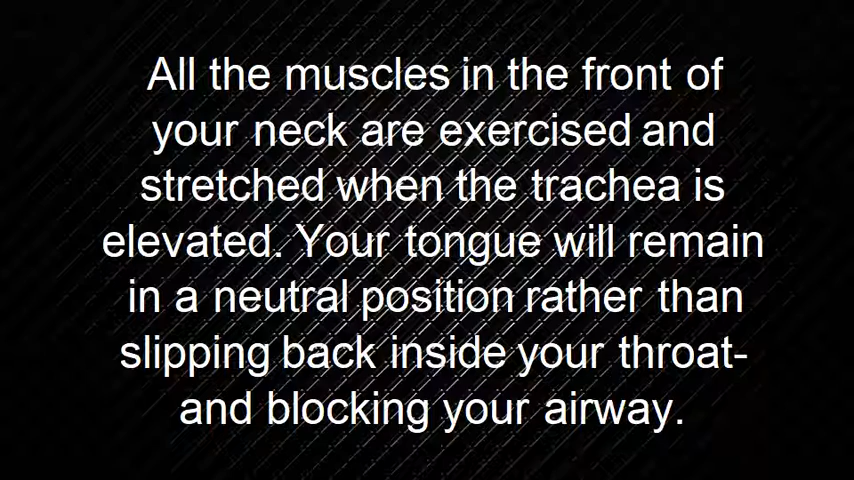 All the muscles in the front of
your neck are exercised and
stretched when the trachea is
elevated. Your tongue will remain
in a neutral position rather than
slipping back inside your throat-
and blocking your airway.